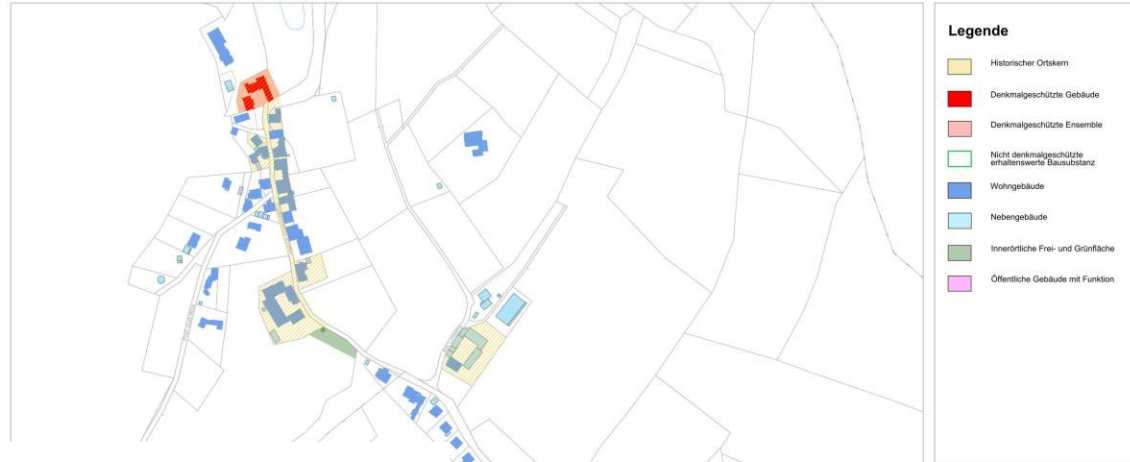 Legende
Historischer Ortskern
Denkmalgeschützte Gebäude
Denkmalgeschützte Ensemble
Nicht denkmalgeschützte
erhaltenswerte Bausubstanz
Wohngebäude
Nebengebäude
Innerörtliche Frei- und Grünfläche
Öffentliche Gebäude mit Funktion